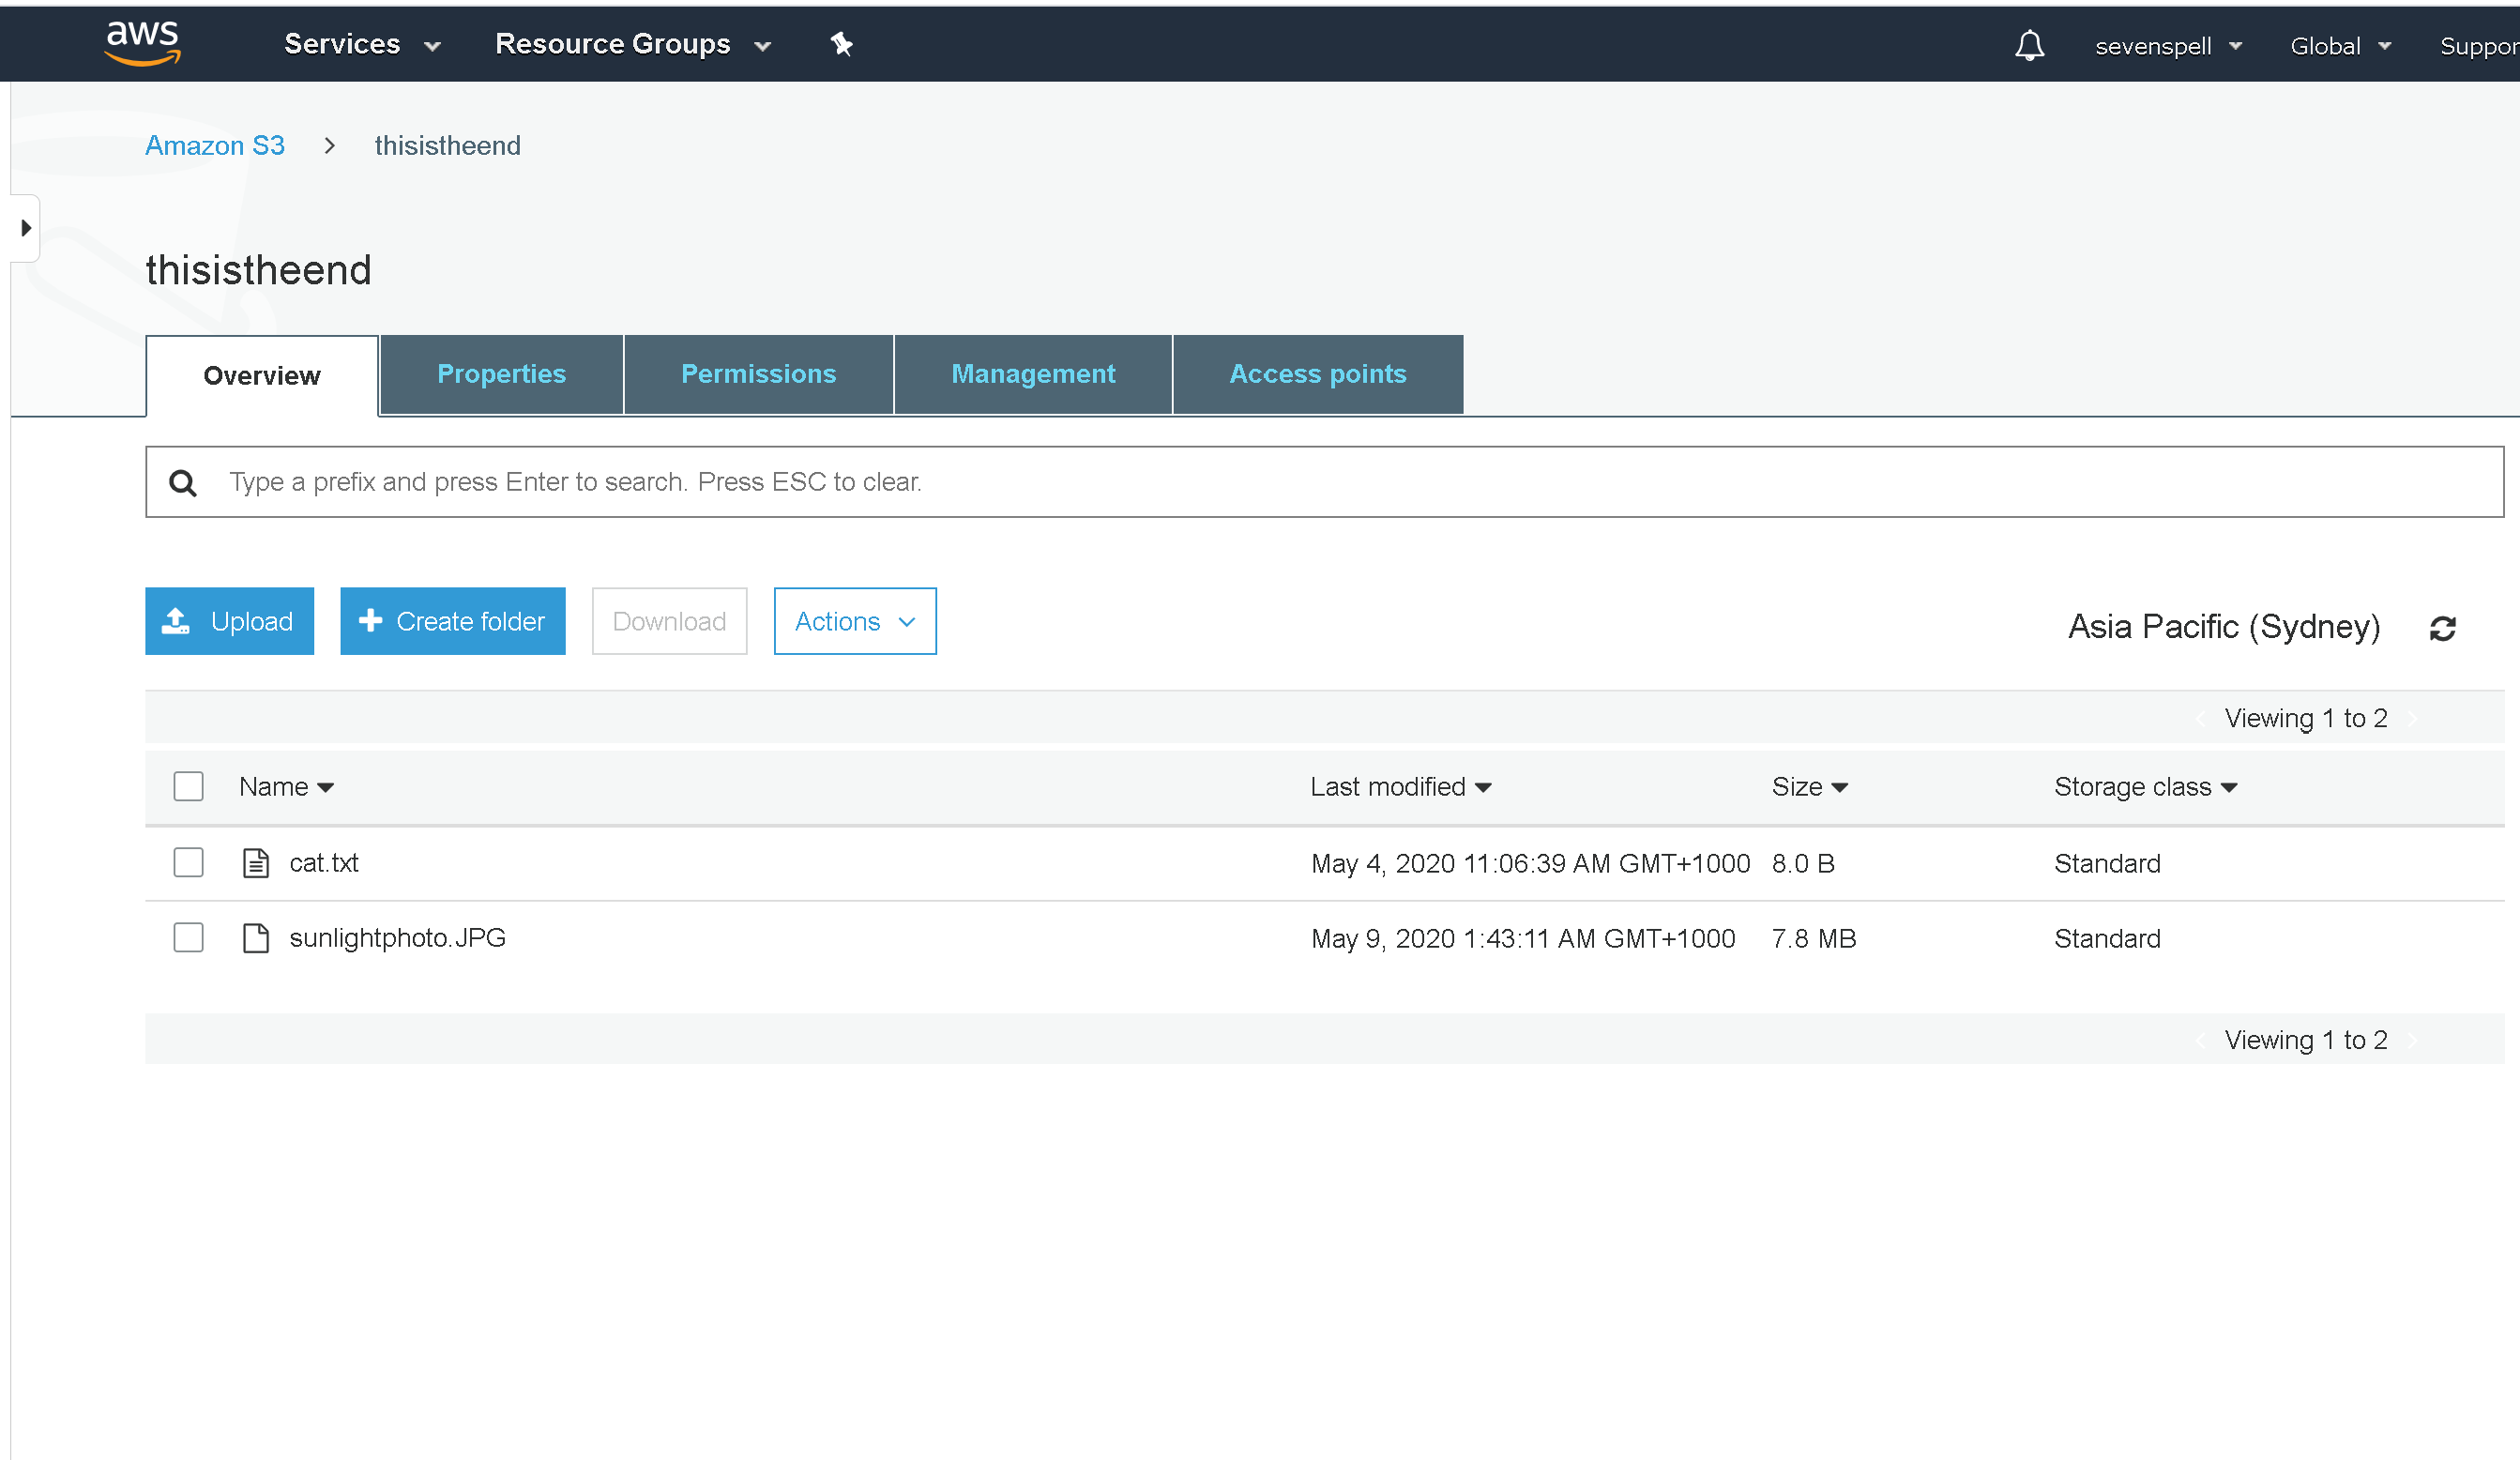 aws Services Resource Groups sevenspell Global Suppor
Amazon S3 > thisistheend
thisistheend
Overview Properties Permissions Management Access points
Type a prefix and press Enter to search. Press ESC to clear.
Upload Create folder Download Actions Asia Pacific (Sydney)
Viewing 1 to 2
Name Last modified Size Storage class
cat.txt May 4, 2020 11:06:39 AM GMT+1000 8.0 B Standard
sunlightphoto.JPG May 9, 2020 1:43:11 AM GMT+1000 7.8 MB Standard
Viewing 1 to 2